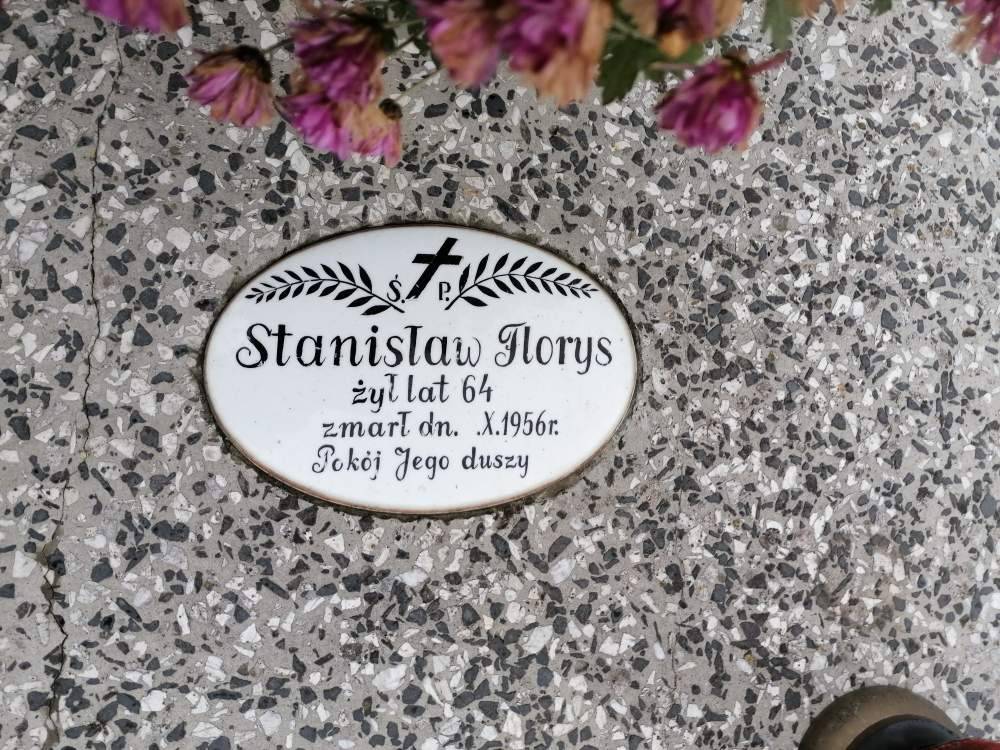 Ś. P.
Stanisław Florys
żył lat 64
zmarł dn. .X.1956r.
Pokój Jego duszy